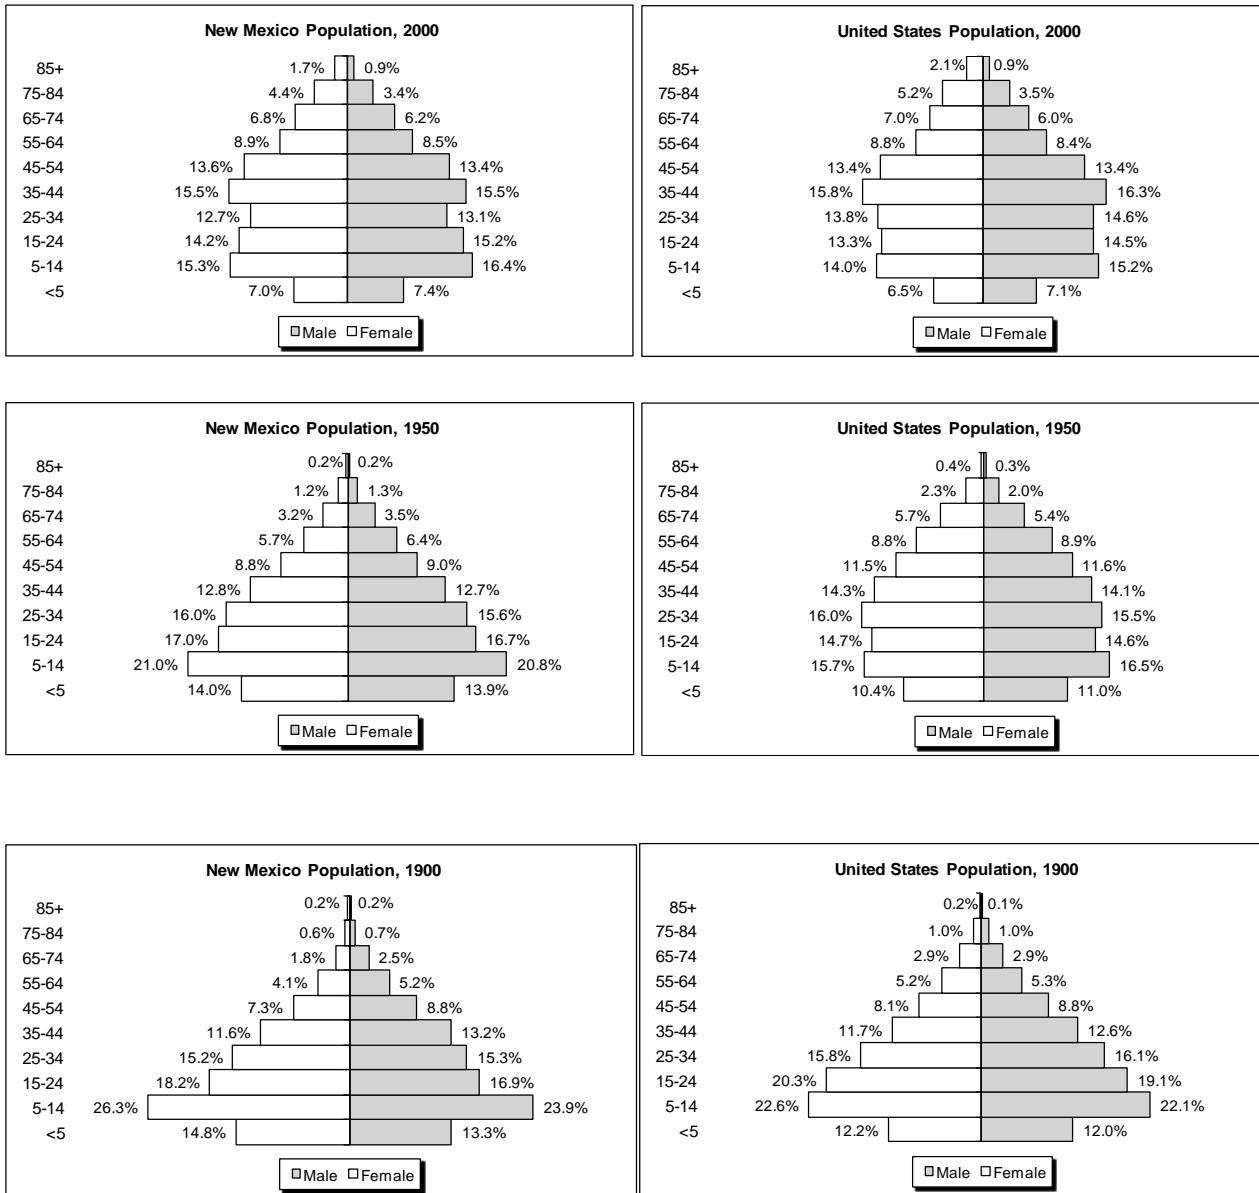 New Mexico Population, 2000
85+ 1.7% 0.9%
75-84 4.4% 3.4%
65-74 6.8% 6.2%
55-64 8.9% 8.5%
45-54 13.6% 13.4%
35-44 15.5% 15.5%
25-34 12.7% 13.1%
15-24 14.2% 15.2%
5-14 15.3% 16.4%
<5 7.0% 7.4%
Male Female
United States Population, 2000
85+ 2.1% 0.9%
75-84 5.2% 3.5%
65-74 7.0% 6.0%
55-64 8.8% 8.4%
45-54 13.4% 13.4%
35-44 15.8% 16.3%
25-34 13.8% 14.6%
15-24 13.3% 14.5%
5-14 14.0% 15.2%
<5 6.5% 7.1%
Male Female
New Mexico Population, 1950
85+ 0.2% 0.2%
75-84 1.2% 1.3%
65-74 3.2% 3.5%
55-64 5.7% 6.4%
45-54 8.8% 9.0%
35-44 12.8% 12.7%
25-34 16.0% 15.6%
15-24 17.0% 16.7%
5-14 21.0% 20.8%
<5 14.0% 13.9%
Male Female
United States Population, 1950
85+ 0.4% 0.3%
75-84 2.3% 2.0%
65-74 5.7% 5.4%
55-64 8.8% 8.9%
45-54 11.5% 11.6%
35-44 14.3% 14.1%
25-34 16.0% 15.5%
15-24 14.7% 14.6%
5-14 15.7% 16.5%
<5 10.4% 11.0%
Male Female
New Mexico Population, 1900
85+ 0.2% 0.2%
75-84 0.6% 0.7%
65-74 1.8% 2.5%
55-64 4.1% 5.2%
45-54 7.3% 8.8%
35-44 11.6% 13.2%
25-34 15.2% 15.3%
15-24 18.2% 16.9%
5-14 26.3% 23.9%
<5 14.8% 13.3%
Male Female
United States Population, 1900
85+ 0.2% 0.1%
75-84 1.0% 1.0%
65-74 2.9% 2.9%
55-64 5.2% 5.3%
45-54 8.1% 8.8%
35-44 11.7% 12.6%
25-34 15.8% 16.1%
15-24 20.3% 19.1%
5-14 22.6% 22.1%
<5 12.2% 12.0%
Male Female